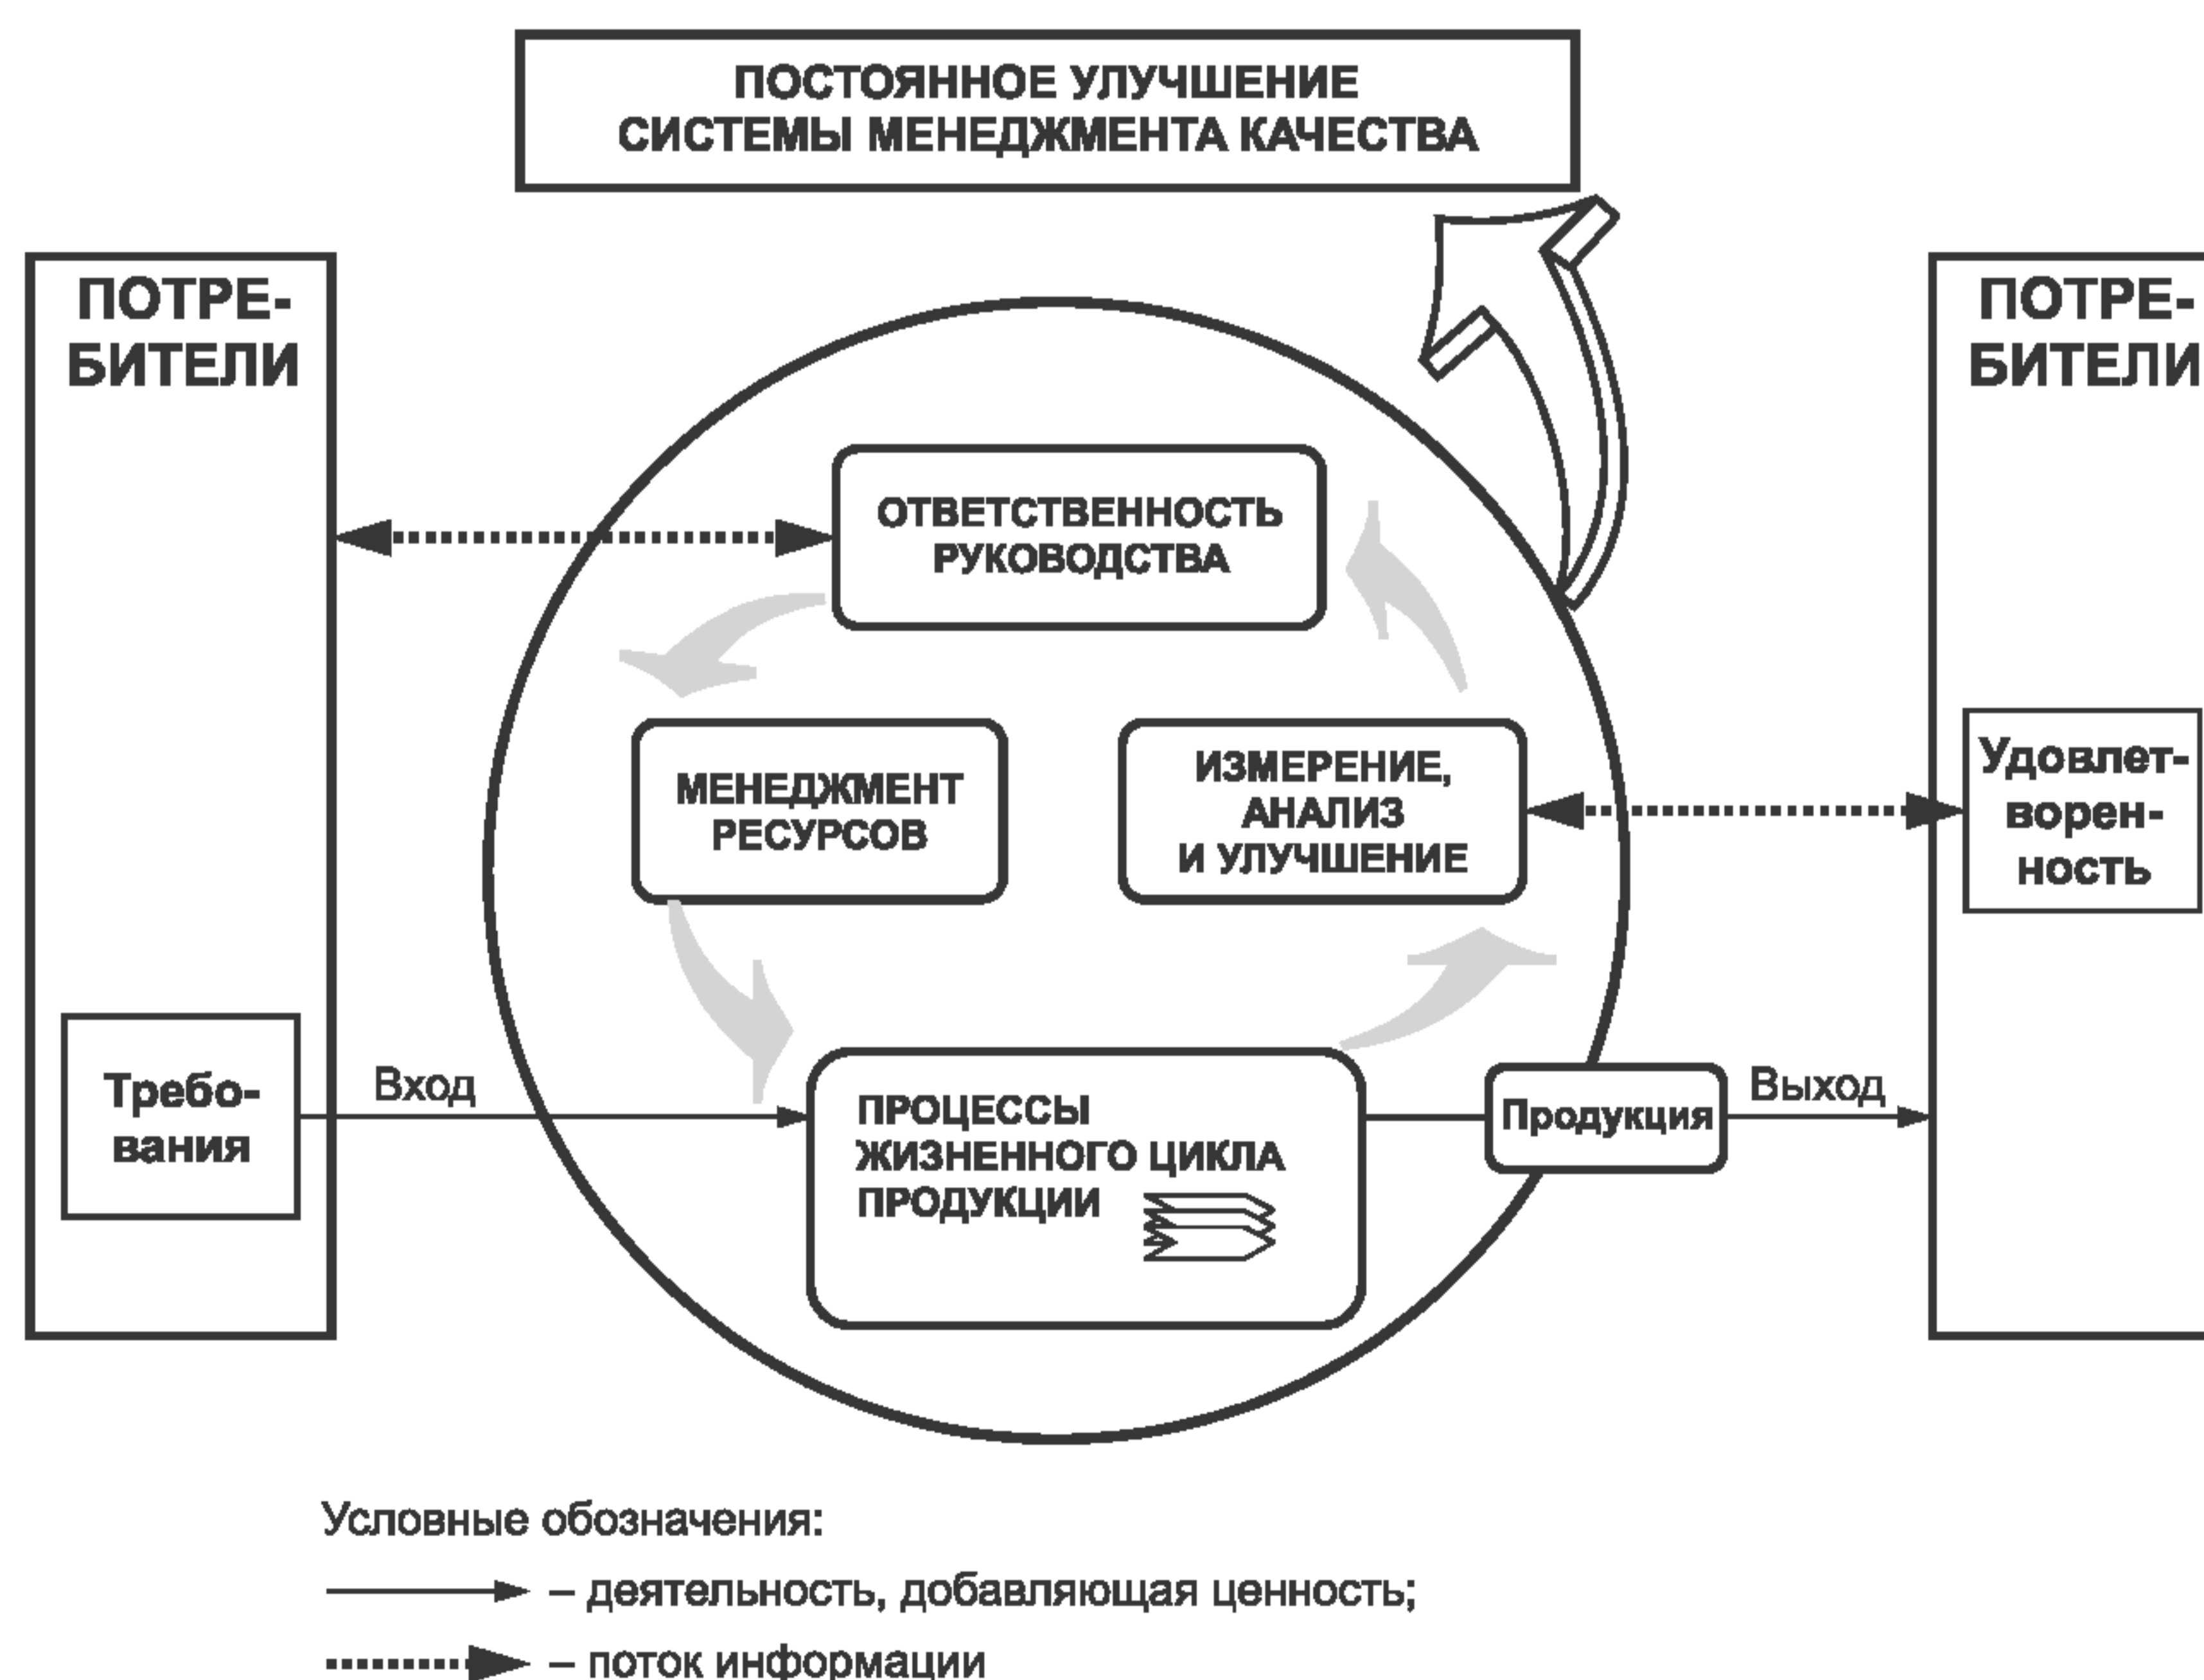 ПОСТОЯННОЕ УЛУЧШЕНИЕ
СИСТЕМЫ МЕНЕДЖМЕНТА КАЧЕСТВА
ПОТРЕ-
БИТЕЛИ
ПОТРЕ-
БИТЕЛИ
ОТВЕТСТВЕННОСТЬ
РУКОВОДСТВА
МЕНЕДЖМЕНТ
РЕСУРСОВ
ИЗМЕРЕНИЕ,
АНАЛИЗ
И УЛУЧШЕНИЕ
Удовлет-
ворен-
ность
Требо-
вания
Вход
ПРОЦЕССЫ
ЖИЗНЕННОГО ЦИКЛА
ПРОДУКЦИИ
Продукция
Выход
Условные обозначения:
– деятельность, добавляющая ценность;
– поток информации